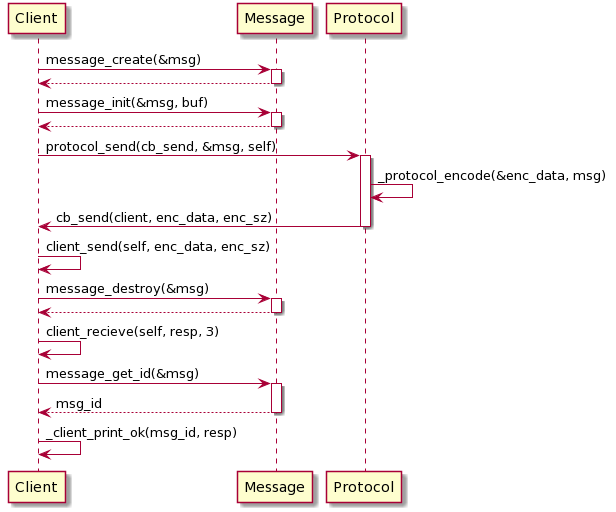 Client Message Protocol
message_create(&msg)
message_init(&msg, buf)
protocol_send(cb_send, &msg, self)
_protocol_encode(&enc_data, msg)
cb_send(client, enc_data, enc_sz)
client_send(self, enc_data, enc_sz)
message_destroy(&msg)
client_recieve(self, resp, 3)
message_get_id(&msg)
msg_id
_client_print_ok(msg_id, resp)
Client Message Protocol